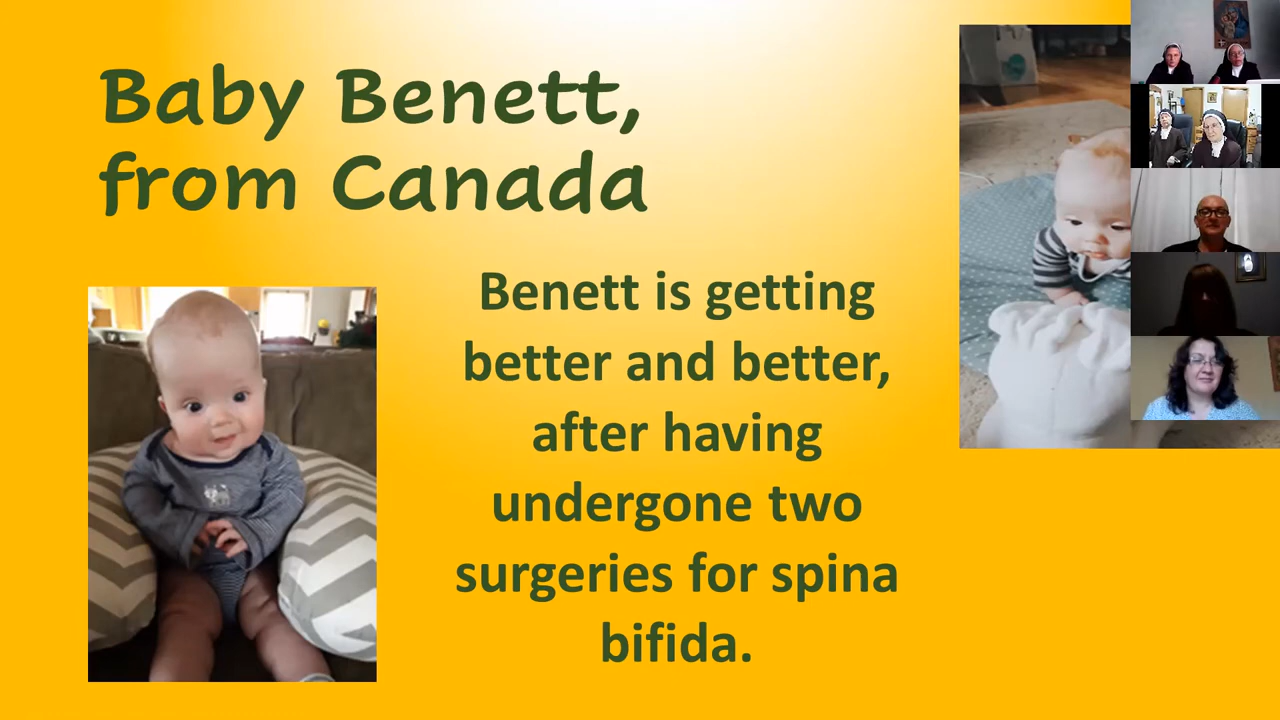 Baby Benett,
from Canada
Benett is getting
better and better,
after having
undergone two
surgeries for spina
bifida.